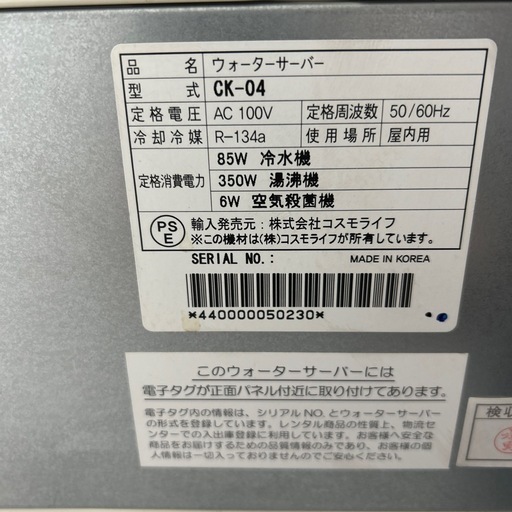 品名 ウォーターサーバー
型式 CK-04
定格電圧 AC 100V 定格周波数 50/60Hz
冷却冷媒 R-134a 使用場所 屋内用
定格消費電力 85W 冷水機
350W 湯沸機
6W 空気殺菌機
PSE
輸入発売元:株式会社コスモライフ
※この機材は(株)コスモライフが所有しています。
SERIAL NO.: MADE IN KOREA
*440000050230*
このウォーターサーバーには
電子タグが正面パネル付近に取り付けてあります。
電子タグ内の情報は、シリアルNO.とウォーターサーバー
の形式を登録しています。レンタル商品の性質上、物流セ
ンターでの入出庫登録に利用しています。お客様へ安全な
商品をお届けするための品質情報のみであり、お客様の個
人情報は一切入っておりませんのでご安心ください。
検収